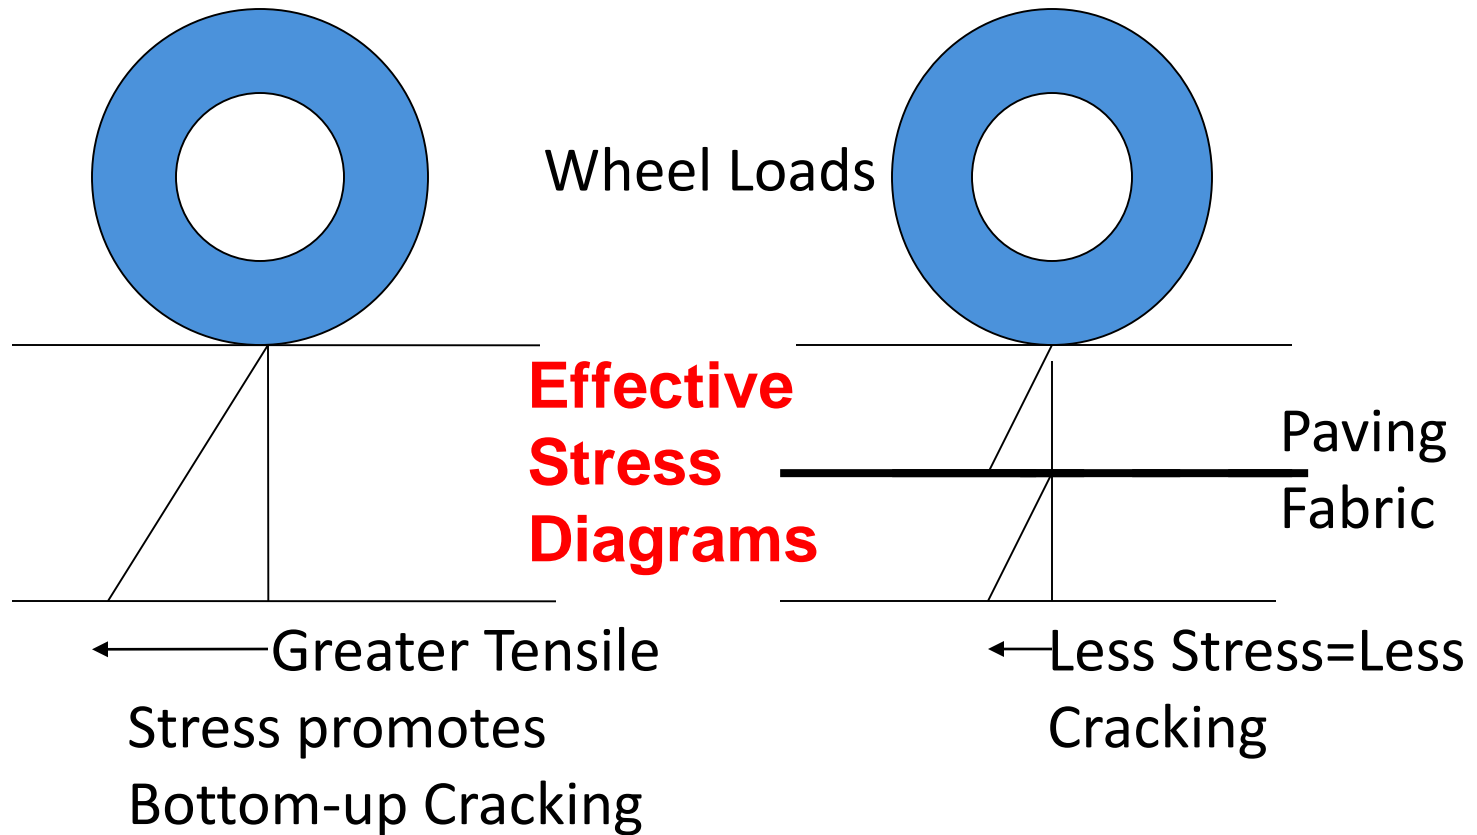 Wheel Loads
Effective
Stress
Diagrams
Paving
Fabric
Greater Tensile
Stress promotes
Bottom-up Cracking
Less Stress=Less
Cracking